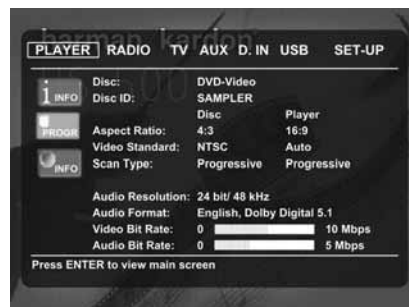 harman kardon
PLAYER RADIO TV AUX D. IN USB SET-UP
i INFO
Disc: DVD-Video
Disc ID: SAMPLER
Disc Player
PROGR
Aspect Ratio: 4:3 16:9
Video Standard: NTSC Auto
INFO
Scan Type: Progressive Progressive
Audio Resolution: 24 bit/ 48 kHz
Audio Format: English, Dolby Digital 5.1
Video Bit Rate: 0 10 Mbps
Audio Bit Rate: 0 5 Mbps
Press ENTER to view main screen